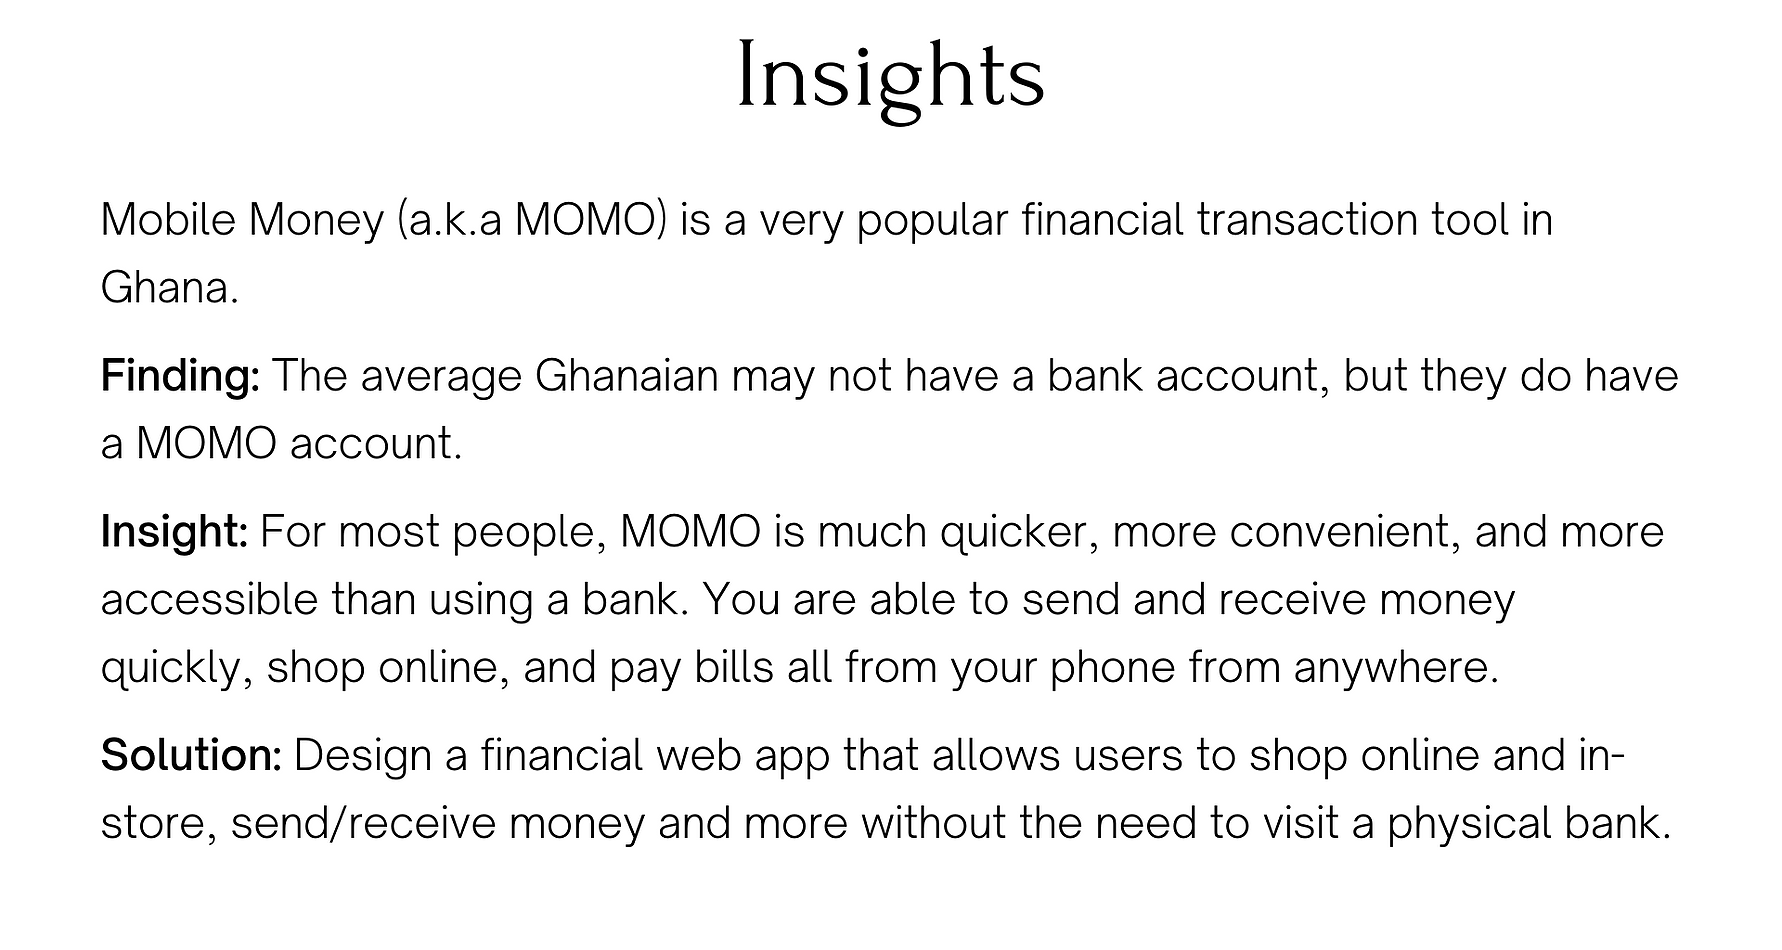 Insights
Mobile Money (a.k.a MOMO) is a very popular financial transaction tool in
Ghana.
Finding: The average Ghanaian may not have a bank account, but they do have
a MOMO account.
Insight: For most people, MOMO is much quicker, more convenient, and more
accessible than using a bank. You are able to send and receive money
quickly, shop online, and pay bills all from your phone from anywhere.
Solution: Design a financial web app that allows users to shop online and in-
store, send/receive money and more without the need to visit a physical bank.